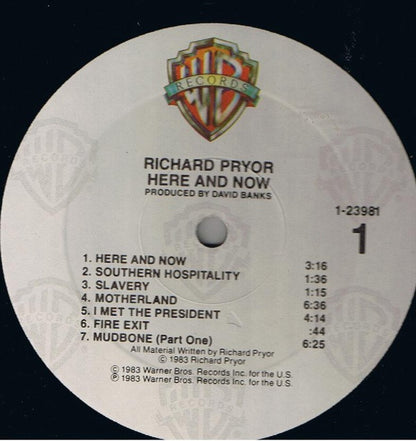 WB
RECORDS
RICHARD PRYOR
HERE AND NOW
PRODUCED BY DAVID BANKS
1-23981
1
1. HERE AND NOW 3:16
2. SOUTHERN HOSPITALITY 1:36
3. SLAVERY 1:15
4. MOTHERLAND 6:36
5. I MET THE PRESIDENT 4:14
6. FIRE EXIT :44
7. MUDBONE (Part One) 6:25
All Material Written by Richard Pryor
© 1983 Richard Pryor
© 1983 Warner Bros. Records Inc. for the U.S.
℗ 1983 Warner Bros. Records Inc. for the U.S.